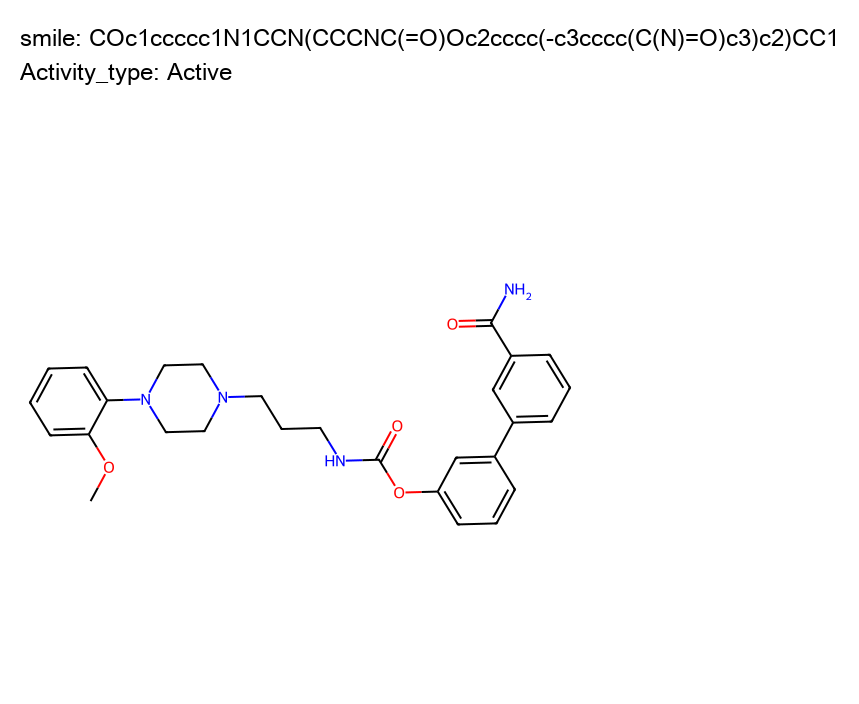 smile: COc1ccccc1N1CCN(CCCNC(=O)Oc2cccc(-c3cccc(C(N)=O)c3)c2)CC1
Activity_type: Active
NH2
O
N
N
O
HN
O
O